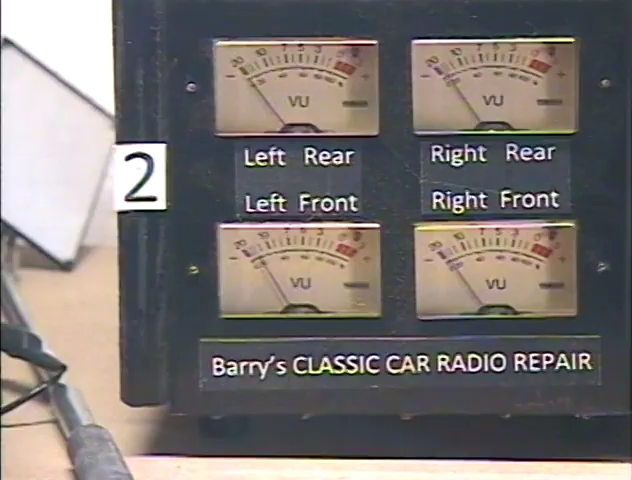 VU
VU
Left Rear
Right Rear
2
Left Front
Right Front
VU
VU
Barry's CLASSIC CAR RADIO REPAIR